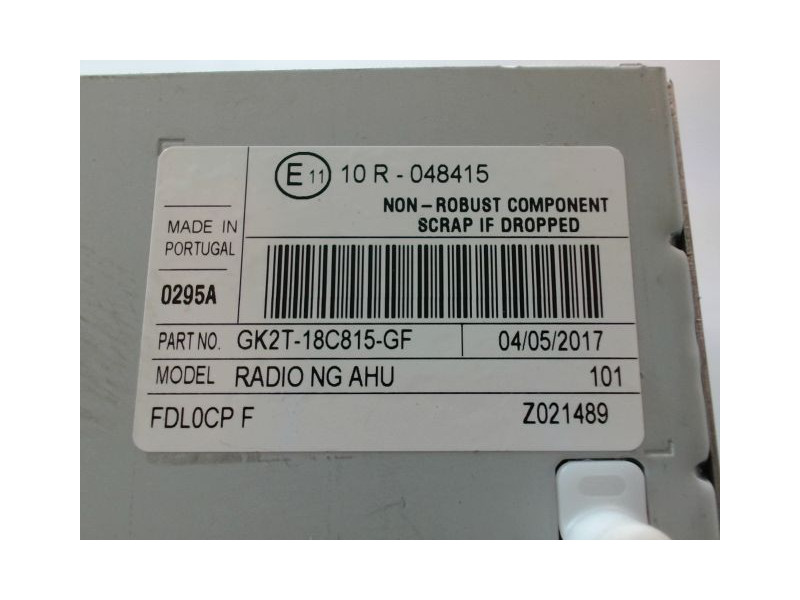 E 11 10 R - 048415
NON - ROBUST COMPONENT
SCRAP IF DROPPED
MADE IN
PORTUGAL
0295A
PART NO. GK2T-18C815-GF 04/05/2017
MODEL RADIO NG AHU 101
FDL0CP F Z021489